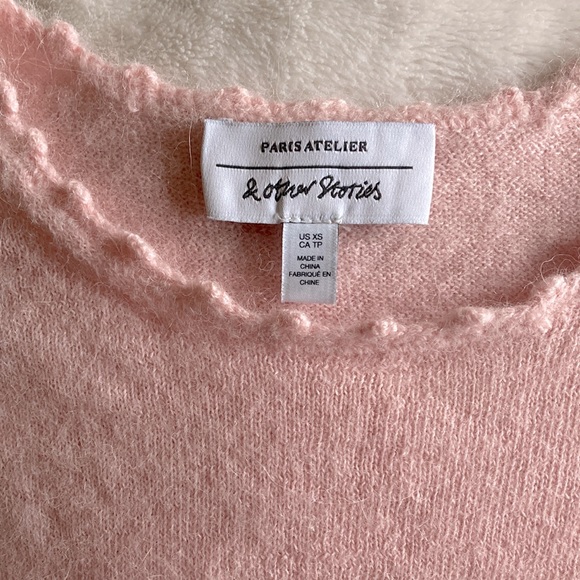 PARIS ATELIER
& other Stories
US XS
CA TP
MADE IN
CHINA
FABRIQUÉ EN
CHINE